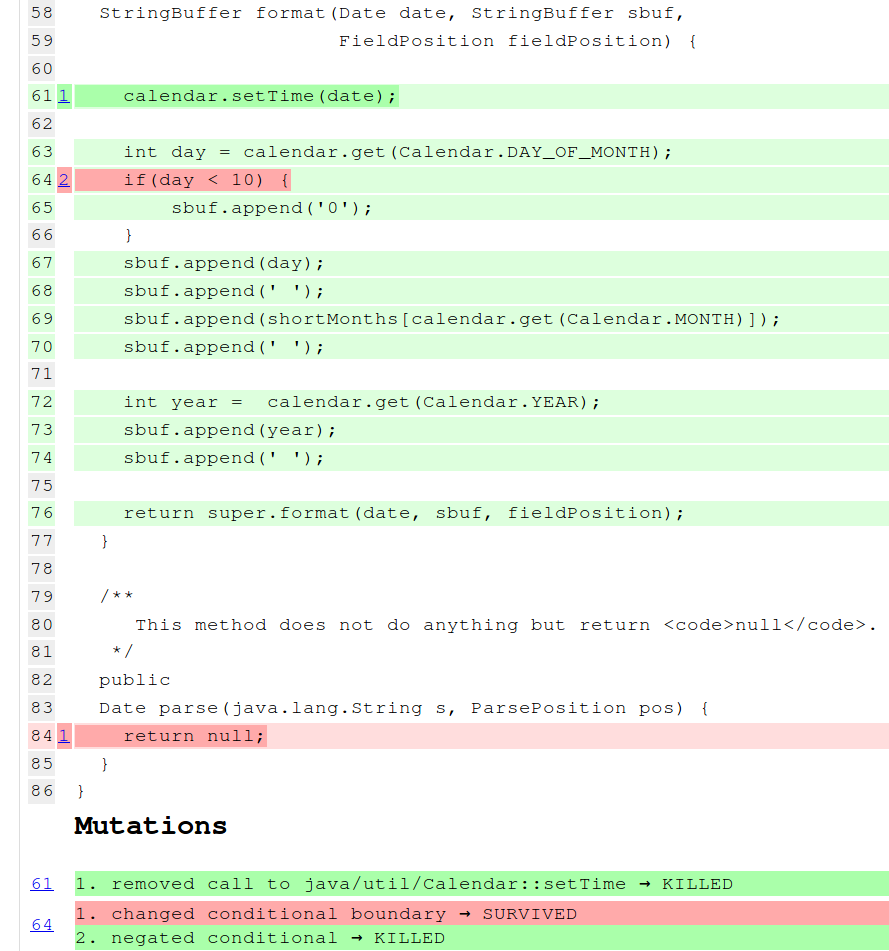 58 StringBuffer format(Date date, StringBuffer sbuf,
59 FieldPosition fieldPosition) {
60
61 1 calendar.setTime(date);
62
63 int day = calendar.get(Calendar.DAY_OF_MONTH);
64 2 if(day < 10) {
65 sbuf.append('0');
66 }
67 sbuf.append(day);
68 sbuf.append(' ');
69 sbuf.append(shortMonths[calendar.get(Calendar.MONTH)]);
70 sbuf.append(' ');
71
72 int year =  calendar.get(Calendar.YEAR);
73 sbuf.append(year);
74 sbuf.append(' ');
75
76 return super.format(date, sbuf, fieldPosition);
77 }
78
79 /**
80 This method does not do anything but return <code>null</code>.
81 */
82 public
83 Date parse(java.lang.String s, ParsePosition pos) {
84 1 return null;
85 }
86 }
Mutations
61 1. removed call to java/util/Calendar::setTime → KILLED
64 1. changed conditional boundary → SURVIVED
2. negated conditional → KILLED